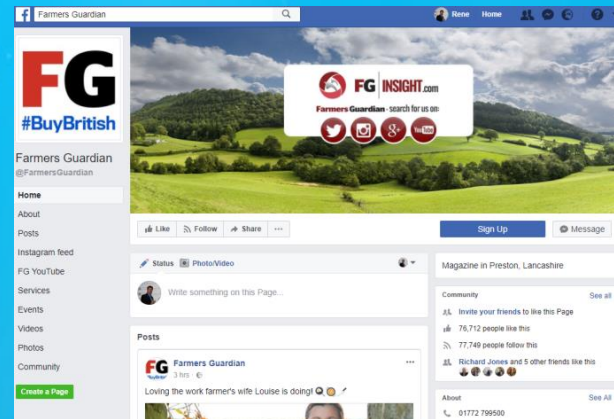 Farmers Guardian
Rene
Home
FG
#BuyBritish
Farmers Guardian
@FarmersGuardian
Home
About
Posts
Instagram feed
FG YouTube
Services
Events
Videos
Photos
Community
Create a Page
FG INSIGHT.com
Farmers Guardian - search for us on:
8+
You Tube
Like
Follow
Share
Sign Up
Message
Status
Photo/Video
Write something on this Page...
Posts
FG
Farmers Guardian
3 hrs
Loving the work farmer's wife Louise is doing!
Magazine in Preston, Lancashire
Community
See all
Invite your friends to like this Page
76,712 people like this
77,749 people follow this
Richard Jones and 5 other friends like this
About
See All
01772 799500